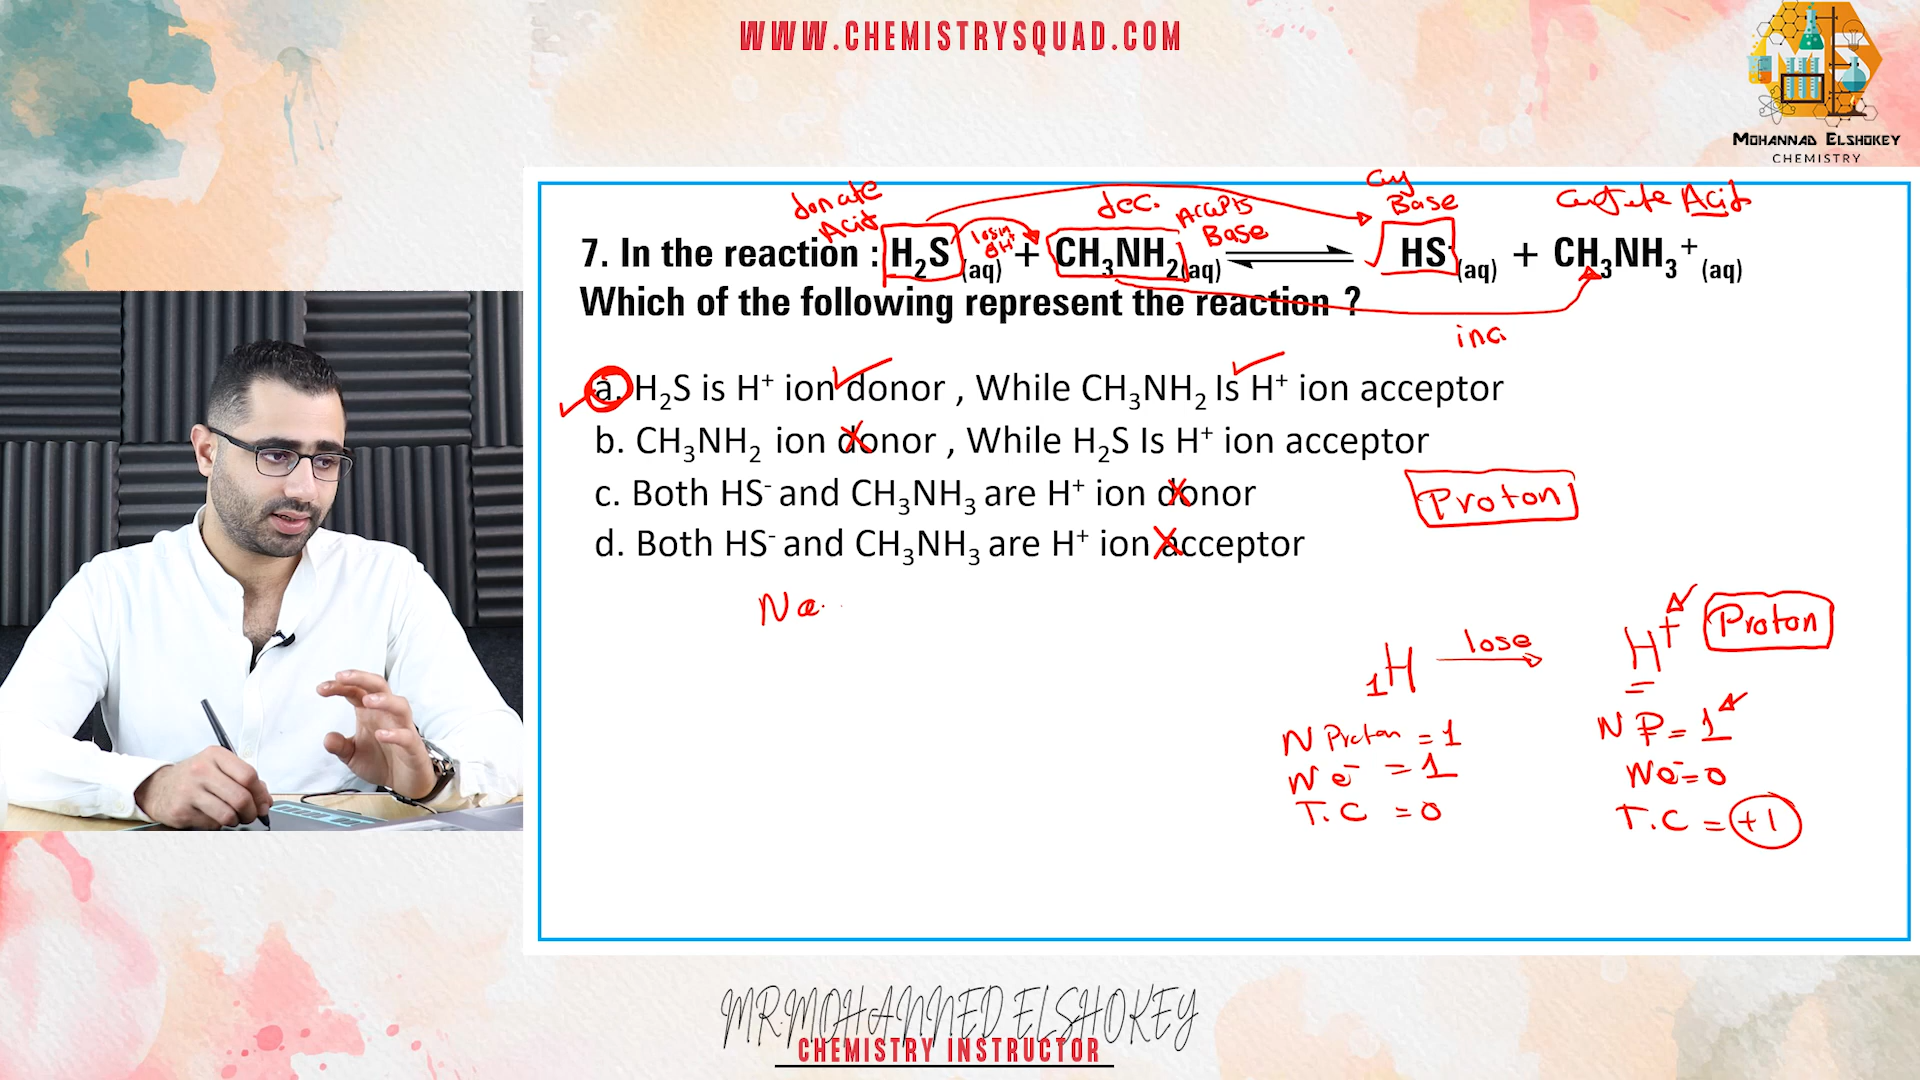 WWW.CHEMISTRYSQUAD.COM
MOHANNAD ELSHOKEY
CHEMISTRY
donate
Acid
dec.
Accepts
Base
Base
Acid
7. In the reaction : H₂S (aq) + CH₃NH₂(aq) ⇌ HS⁻(aq) + CH₃NH₃⁺ (aq)
Which of the following represent the reaction ?
a. H₂S is H⁺ ion donor , While CH₃NH₂ Is H⁺ ion acceptor
b. CH₃NH₂ ion donor , While H₂S Is H⁺ ion acceptor
c. Both HS⁻ and CH₃NH₃ are H⁺ ion donor
d. Both HS⁻ and CH₃NH₃ are H⁺ ion acceptor
Proton
Na
₁H lose H⁺ Proton
N Proton = 1
N e⁻ = 1
T.C = 0
N P = 1
N e⁻ = 0
T.C = +1
MR.MOHANNED ELSHOKEY
CHEMISTRY INSTRUCTOR